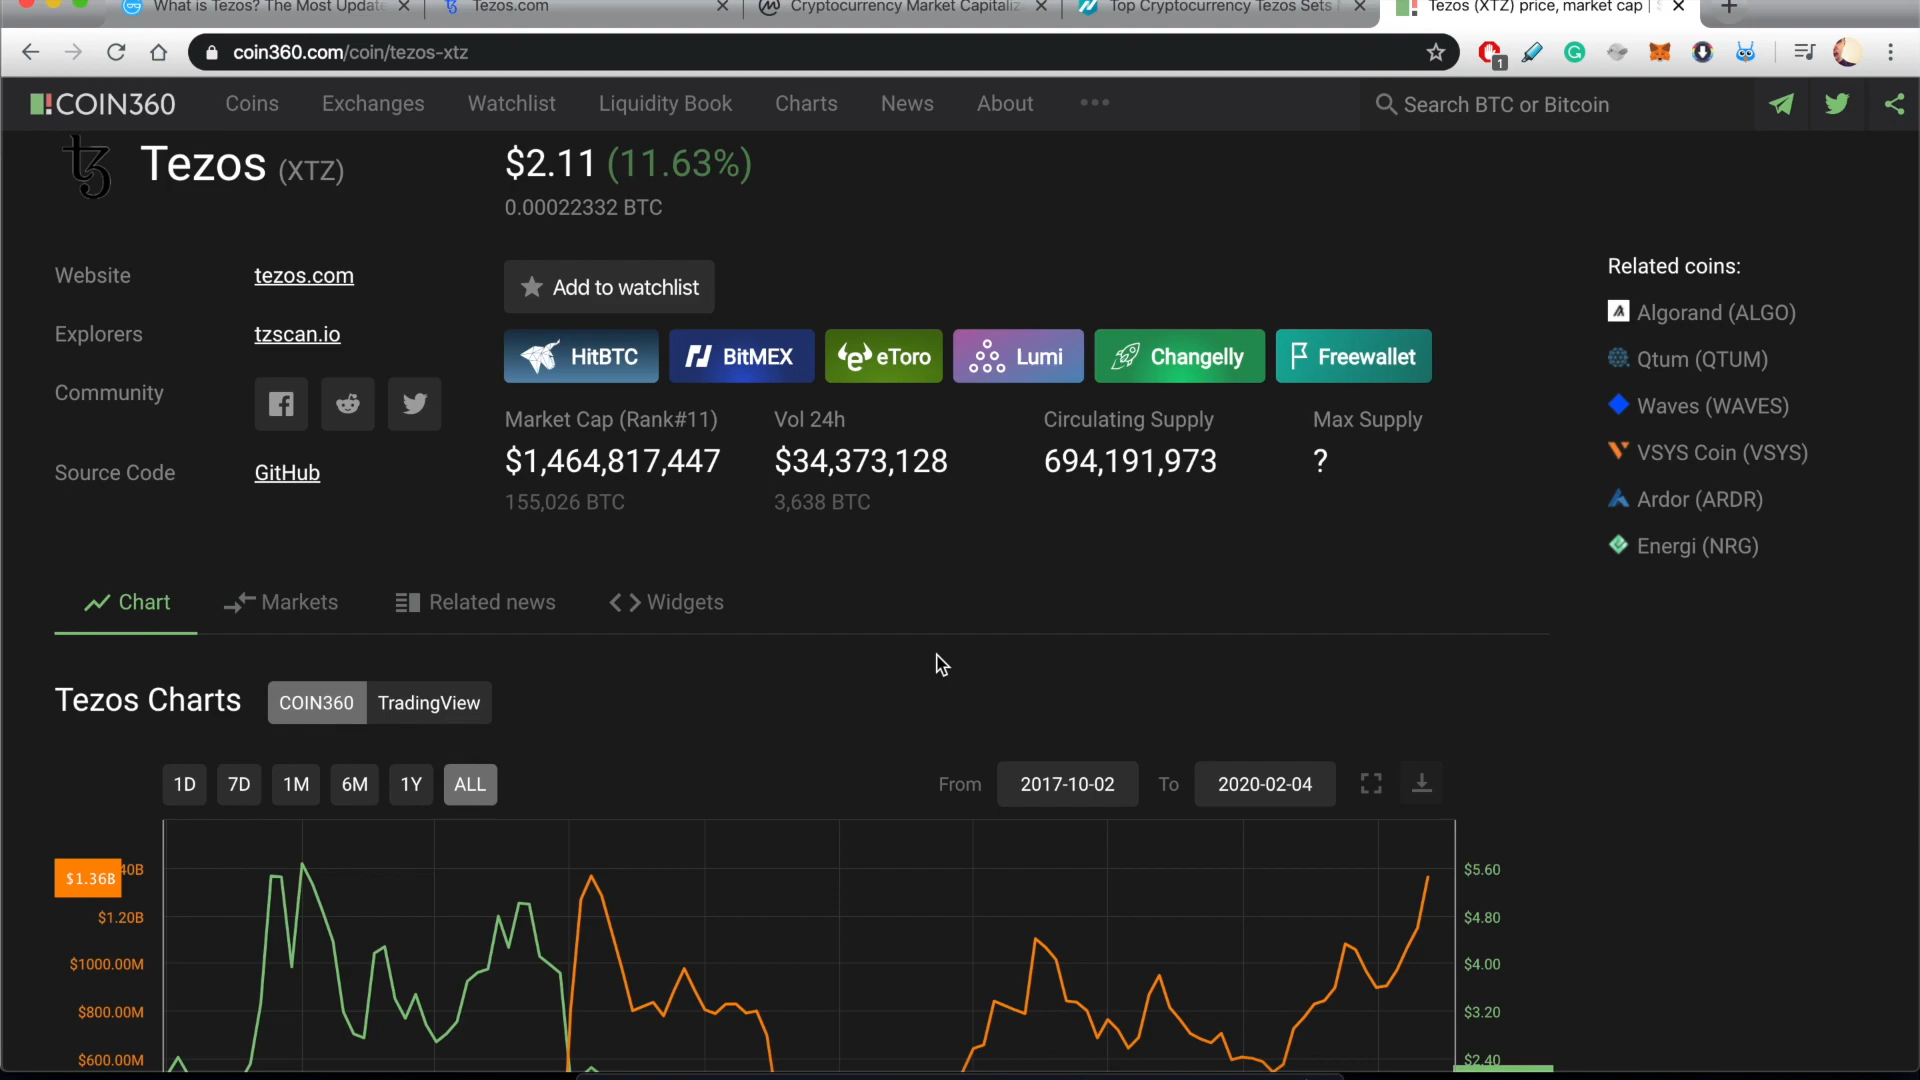 What is Tezos? The Most Updat
Tezos.com
Cryptocurrency Market Capitaliz
Top Cryptocurrency Tezos Sets
Tezos (XTZ) price, market cap |
coin360.com/coin/tezos-xtz
1
COIN360
Coins
Exchanges
Watchlist
Liquidity Book
Charts
News
About
Search BTC or Bitcoin
Tezos (XTZ)
$2.11 (11.63%)
0.00022332 BTC
Website
tezos.com
Explorers
tzscan.io
Community
Source Code
GitHub
Add to watchlist
HitBTC
BitMEX
eToro
Lumi
Changelly
Freewallet
Market Cap (Rank#11)
$1,464,817,447
155,026 BTC
Vol 24h
$34,373,128
3,638 BTC
Circulating Supply
694,191,973
Max Supply
?
Related coins:
Algorand (ALGO)
Qtum (QTUM)
Waves (WAVES)
VSYS Coin (VSYS)
Ardor (ARDR)
Energi (NRG)
Chart
Markets
Related news
Widgets
Tezos Charts
COIN360
TradingView
1D
7D
1M
6M
1Y
ALL
From
2017-10-02
To
2020-02-04
$1.36B
40B
$1.20B
$1000.00M
$800.00M
$600.00M
$5.60
$4.80
$4.00
$3.20
$2.40